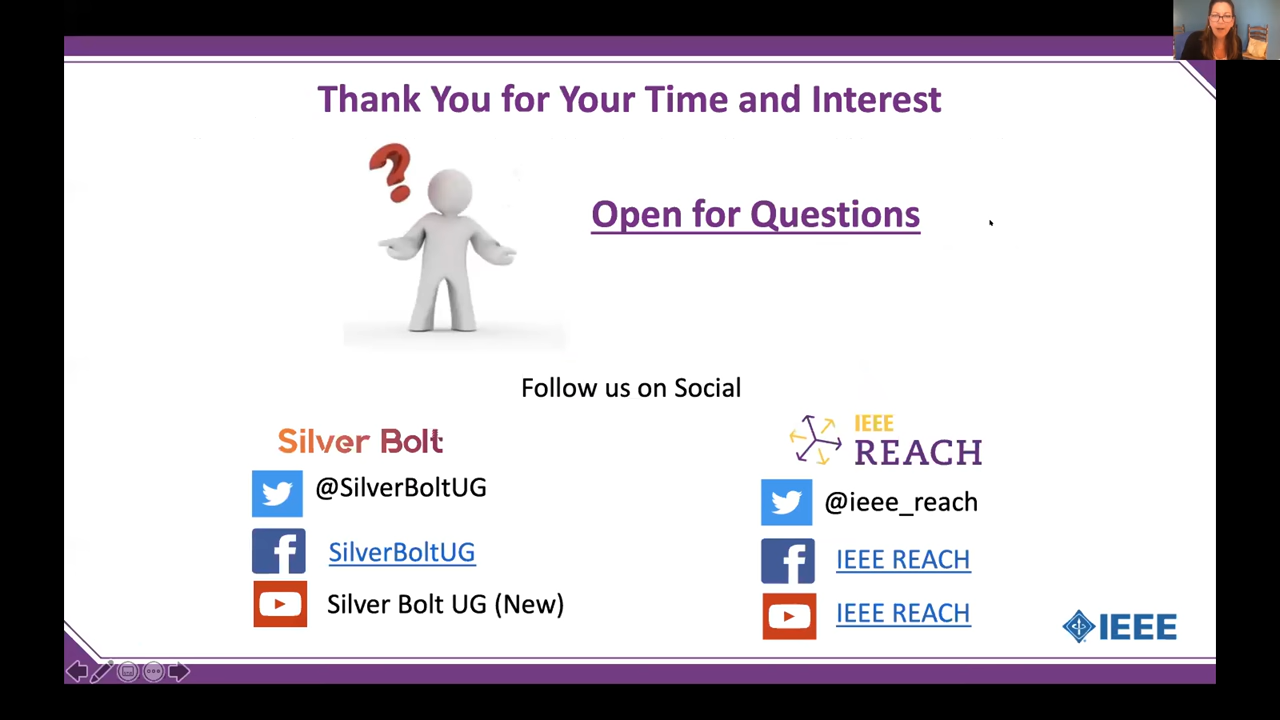 Thank You for Your Time and Interest
?
Open for Questions
Follow us on Social
Silver Bolt
@SilverBoltUG
SilverBoltUG
Silver Bolt UG (New)
IEEE
REACH
@ieee_reach
IEEE REACH
IEEE REACH
IEEE